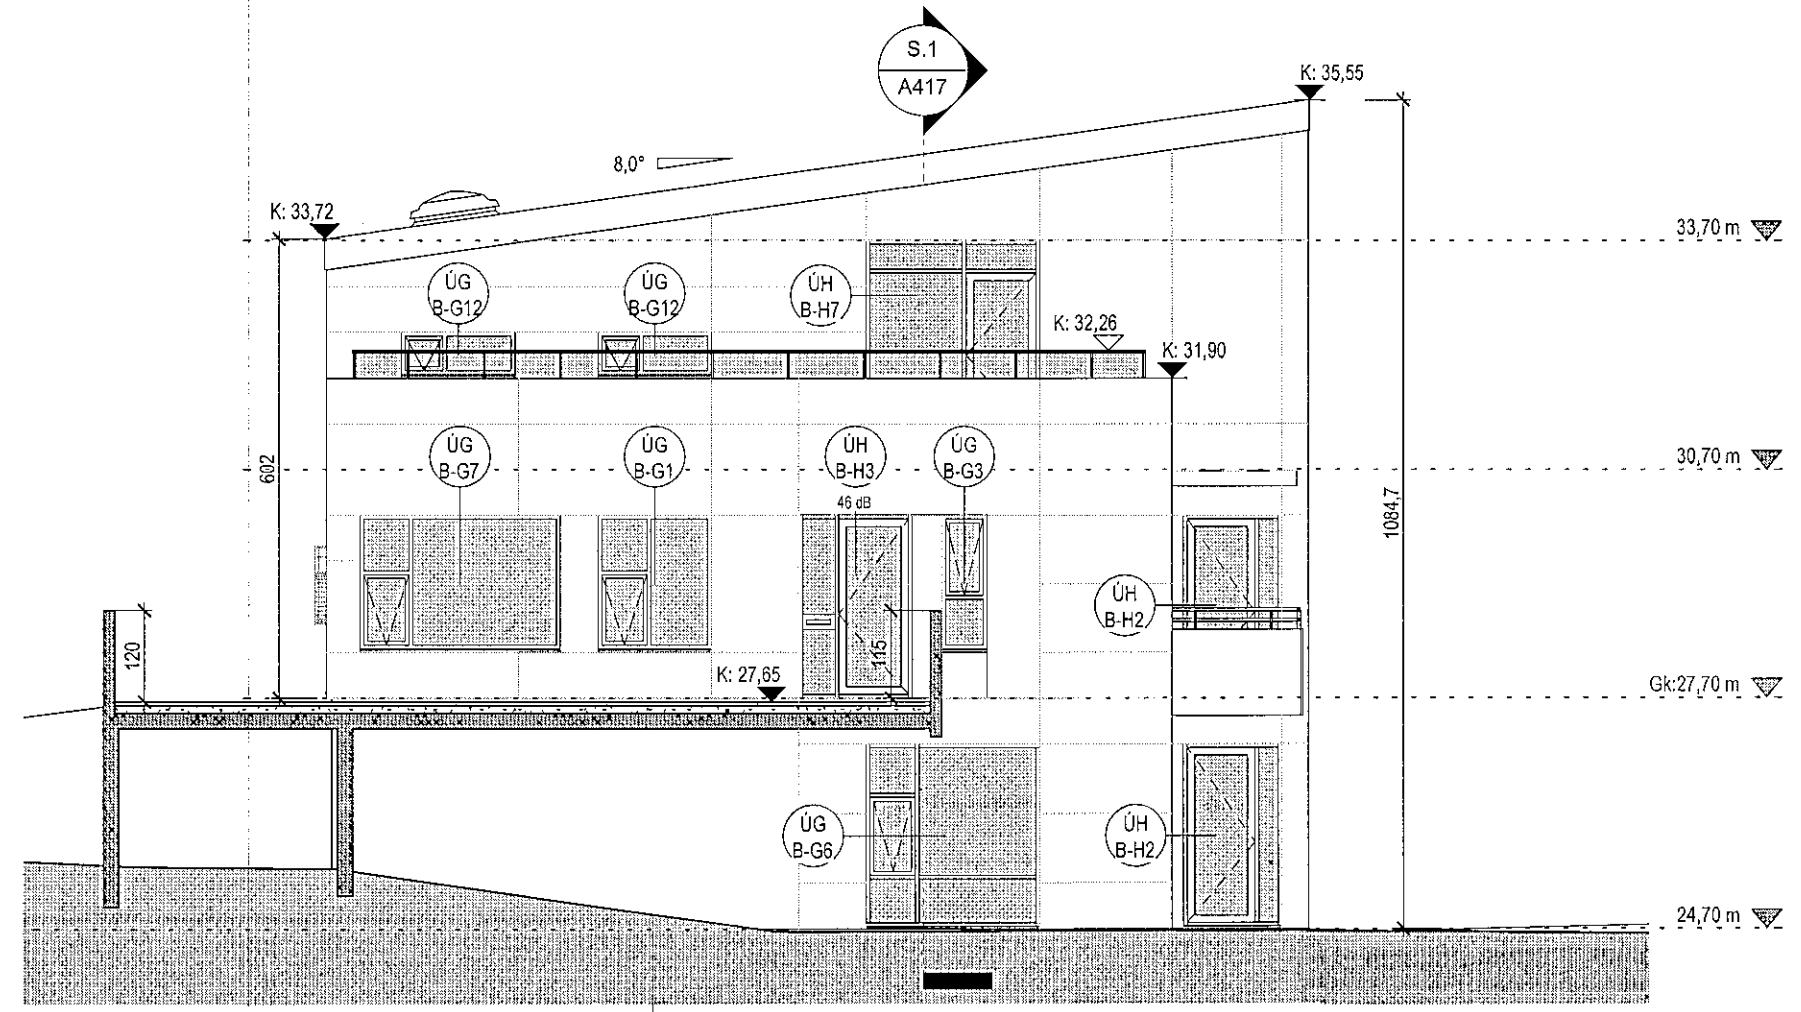 S.1
A417
K: 35,55
8,0°
K: 33,72
33,70 m
ÚG
B-G12
ÚG
B-G12
ÚH
B-H7
K: 32,26
K: 31,90
ÚG
B-G7
ÚG
B-G1
ÚH
B-H3
46 dB
ÚG
B-G3
30,70 m
602
1084,7
ÚH
B-H2
120
115
K: 27,65
Gk:27,70 m
ÚG
B-G6
ÚH
B-H2
24,70 m